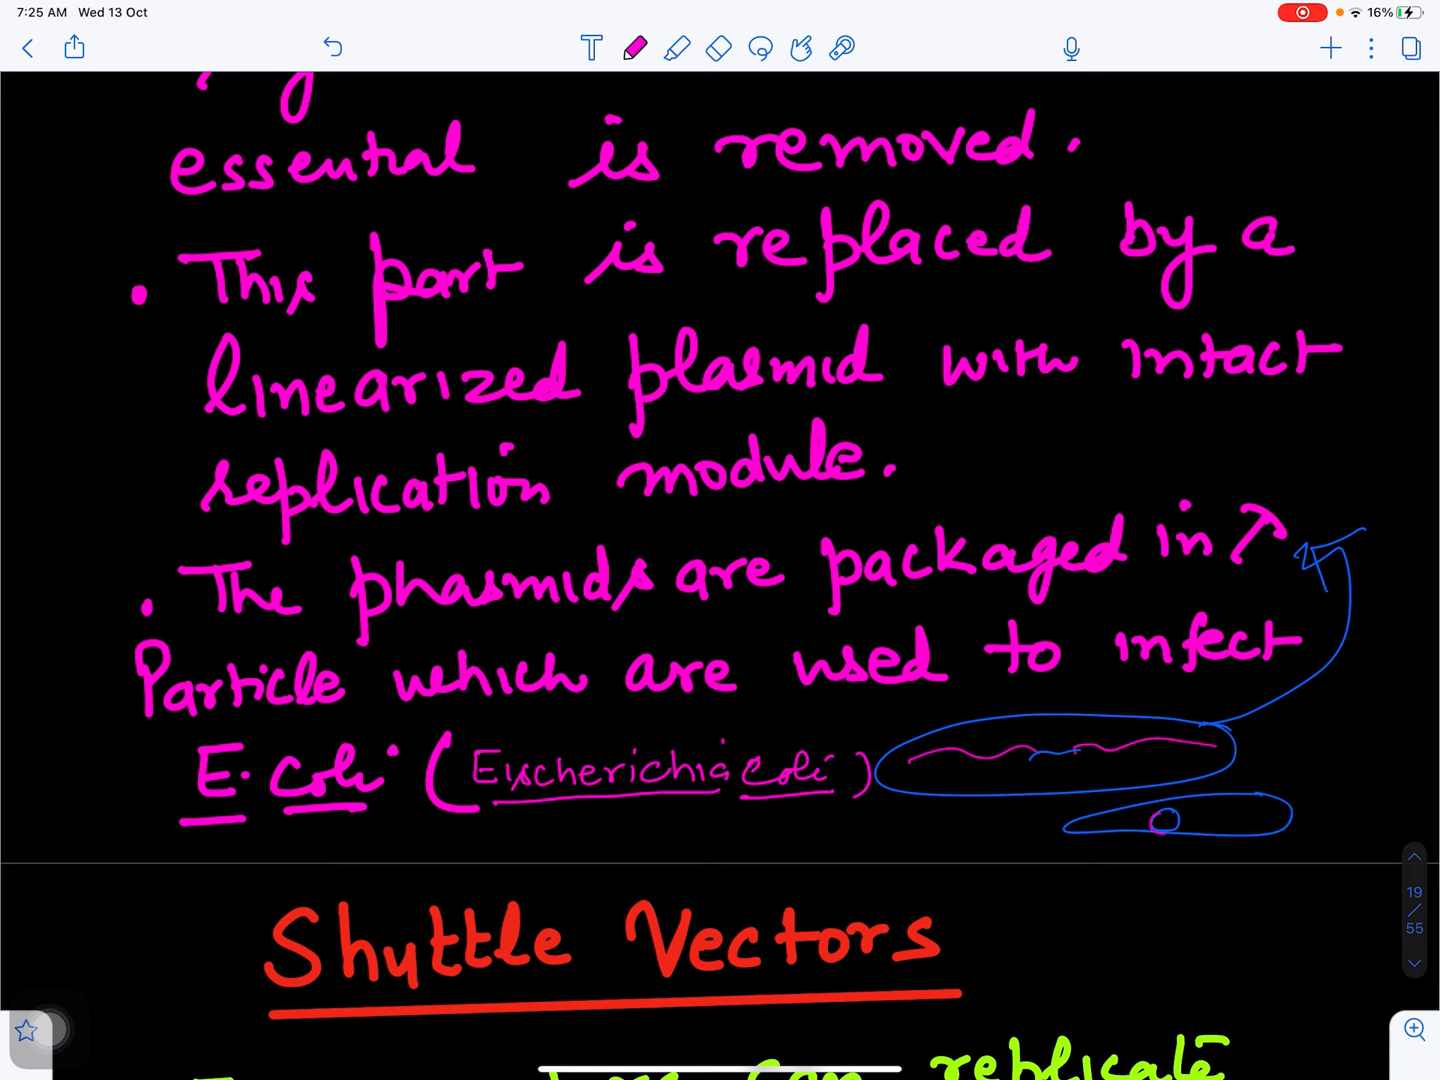 7:25 AM Wed 13 Oct
16%
essential is removed.
• This part is replaced by a
linearized plasmid with intact
replication module.
• The phasmids are packaged in
Particle which are used to infect
E. Coli (Escherichia Coli)
19
/
55
Shuttle Vectors
can replicate